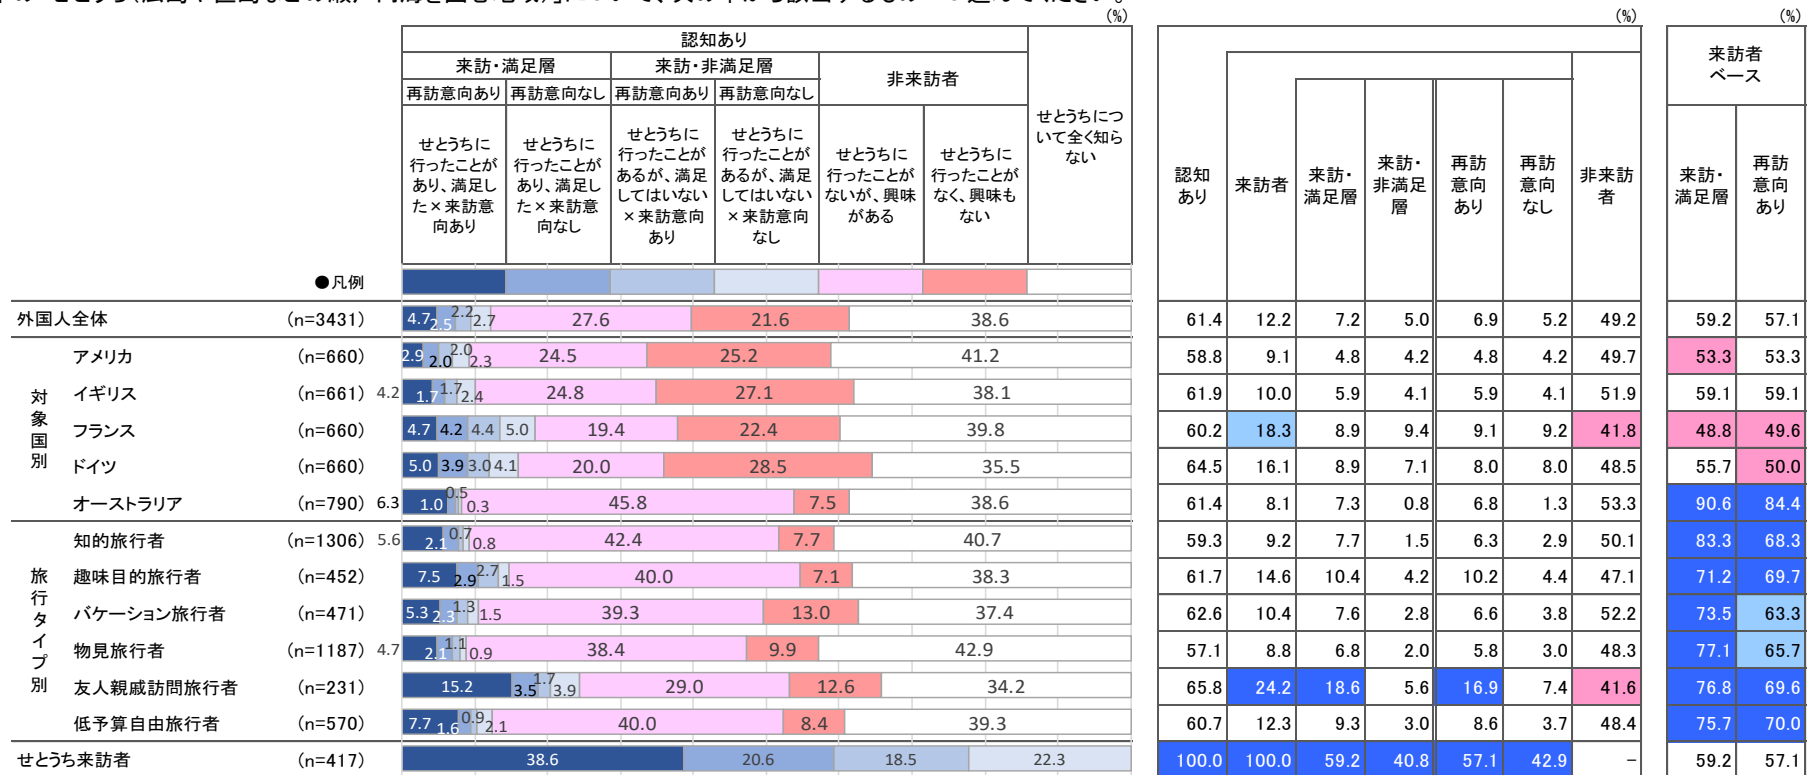 (%) (%) (%)
認知あり
来訪・満足層 来訪・非満足層 非来訪者 せとうちについて全く知らない
再訪意向あり 再訪意向なし 再訪意向あり 再訪意向なし
せとうちに行ったことがあり、満足した×来訪意向あり
せとうちに行ったことがあり、満足した×来訪意向なし
せとうちに行ったことがあるが、満足してはいない×来訪意向あり
せとうちに行ったことがあるが、満足してはいない×来訪意向なし
せとうちに行ったことがないが、興味がある
せとうちに行ったことがなく、興味もない
認知あり 来訪者 来訪・満足層 来訪・非満足層 再訪意向あり 再訪意向なし 非来訪者
来訪者ベース
来訪・満足層 再訪意向あり
●凡例
外国人全体 (n=3431) 4.7 2.5 2.2 2.7 27.6 21.6 38.6 61.4 12.2 7.2 5.0 6.9 5.2 49.2 59.2 57.1
対象国別
アメリカ (n=660) 2.9 2.0 2.0 2.3 24.5 25.2 41.2 58.8 9.1 4.8 4.2 4.8 4.2 49.7 53.3 53.3
イギリス (n=661) 4.2 1.7 1.7 2.4 24.8 27.1 38.1 61.9 10.0 5.9 4.1 5.9 4.1 51.9 59.1 59.1
フランス (n=660) 4.7 4.2 4.4 5.0 19.4 22.4 39.8 60.2 18.3 8.9 9.4 9.1 9.2 41.8 48.8 49.6
ドイツ (n=660) 5.0 3.9 3.0 4.1 20.0 28.5 35.5 64.5 16.1 8.9 7.1 8.0 8.0 48.5 55.7 50.0
オーストラリア (n=790) 6.3 1.0 0.5 0.3 45.8 7.5 38.6 61.4 8.1 7.3 0.8 6.8 1.3 53.3 90.6 84.4
旅行タイプ別
知的旅行者 (n=1306) 5.6 2.1 0.7 0.8 42.4 7.7 40.7 59.3 9.2 7.7 1.5 6.3 2.9 50.1 83.3 68.3
趣味目的旅行者 (n=452) 7.5 2.9 2.7 1.5 40.0 7.1 38.3 61.7 14.6 10.4 4.2 10.2 4.4 47.1 71.2 69.7
バケーション旅行者 (n=471) 5.3 2.3 1.3 1.5 39.3 13.0 37.4 62.6 10.4 7.6 2.8 6.6 3.8 52.2 73.5 63.3
物見旅行者 (n=1187) 4.7 2.1 1.1 0.9 38.4 9.9 42.9 57.1 8.8 6.8 2.0 5.8 3.0 48.3 77.1 65.7
友人親戚訪問旅行者 (n=231) 15.2 3.5 1.7 3.9 29.0 12.6 34.2 65.8 24.2 18.6 5.6 16.9 7.4 41.6 76.8 69.6
低予算自由旅行者 (n=570) 7.7 1.6 0.9 2.1 40.0 8.4 39.3 60.7 12.3 9.3 3.0 8.6 3.7 48.4 75.7 70.0
せとうち来訪者 (n=417) 38.6 20.6 18.5 22.3 100.0 100.0 59.2 40.8 57.1 42.9 － 59.2 57.1